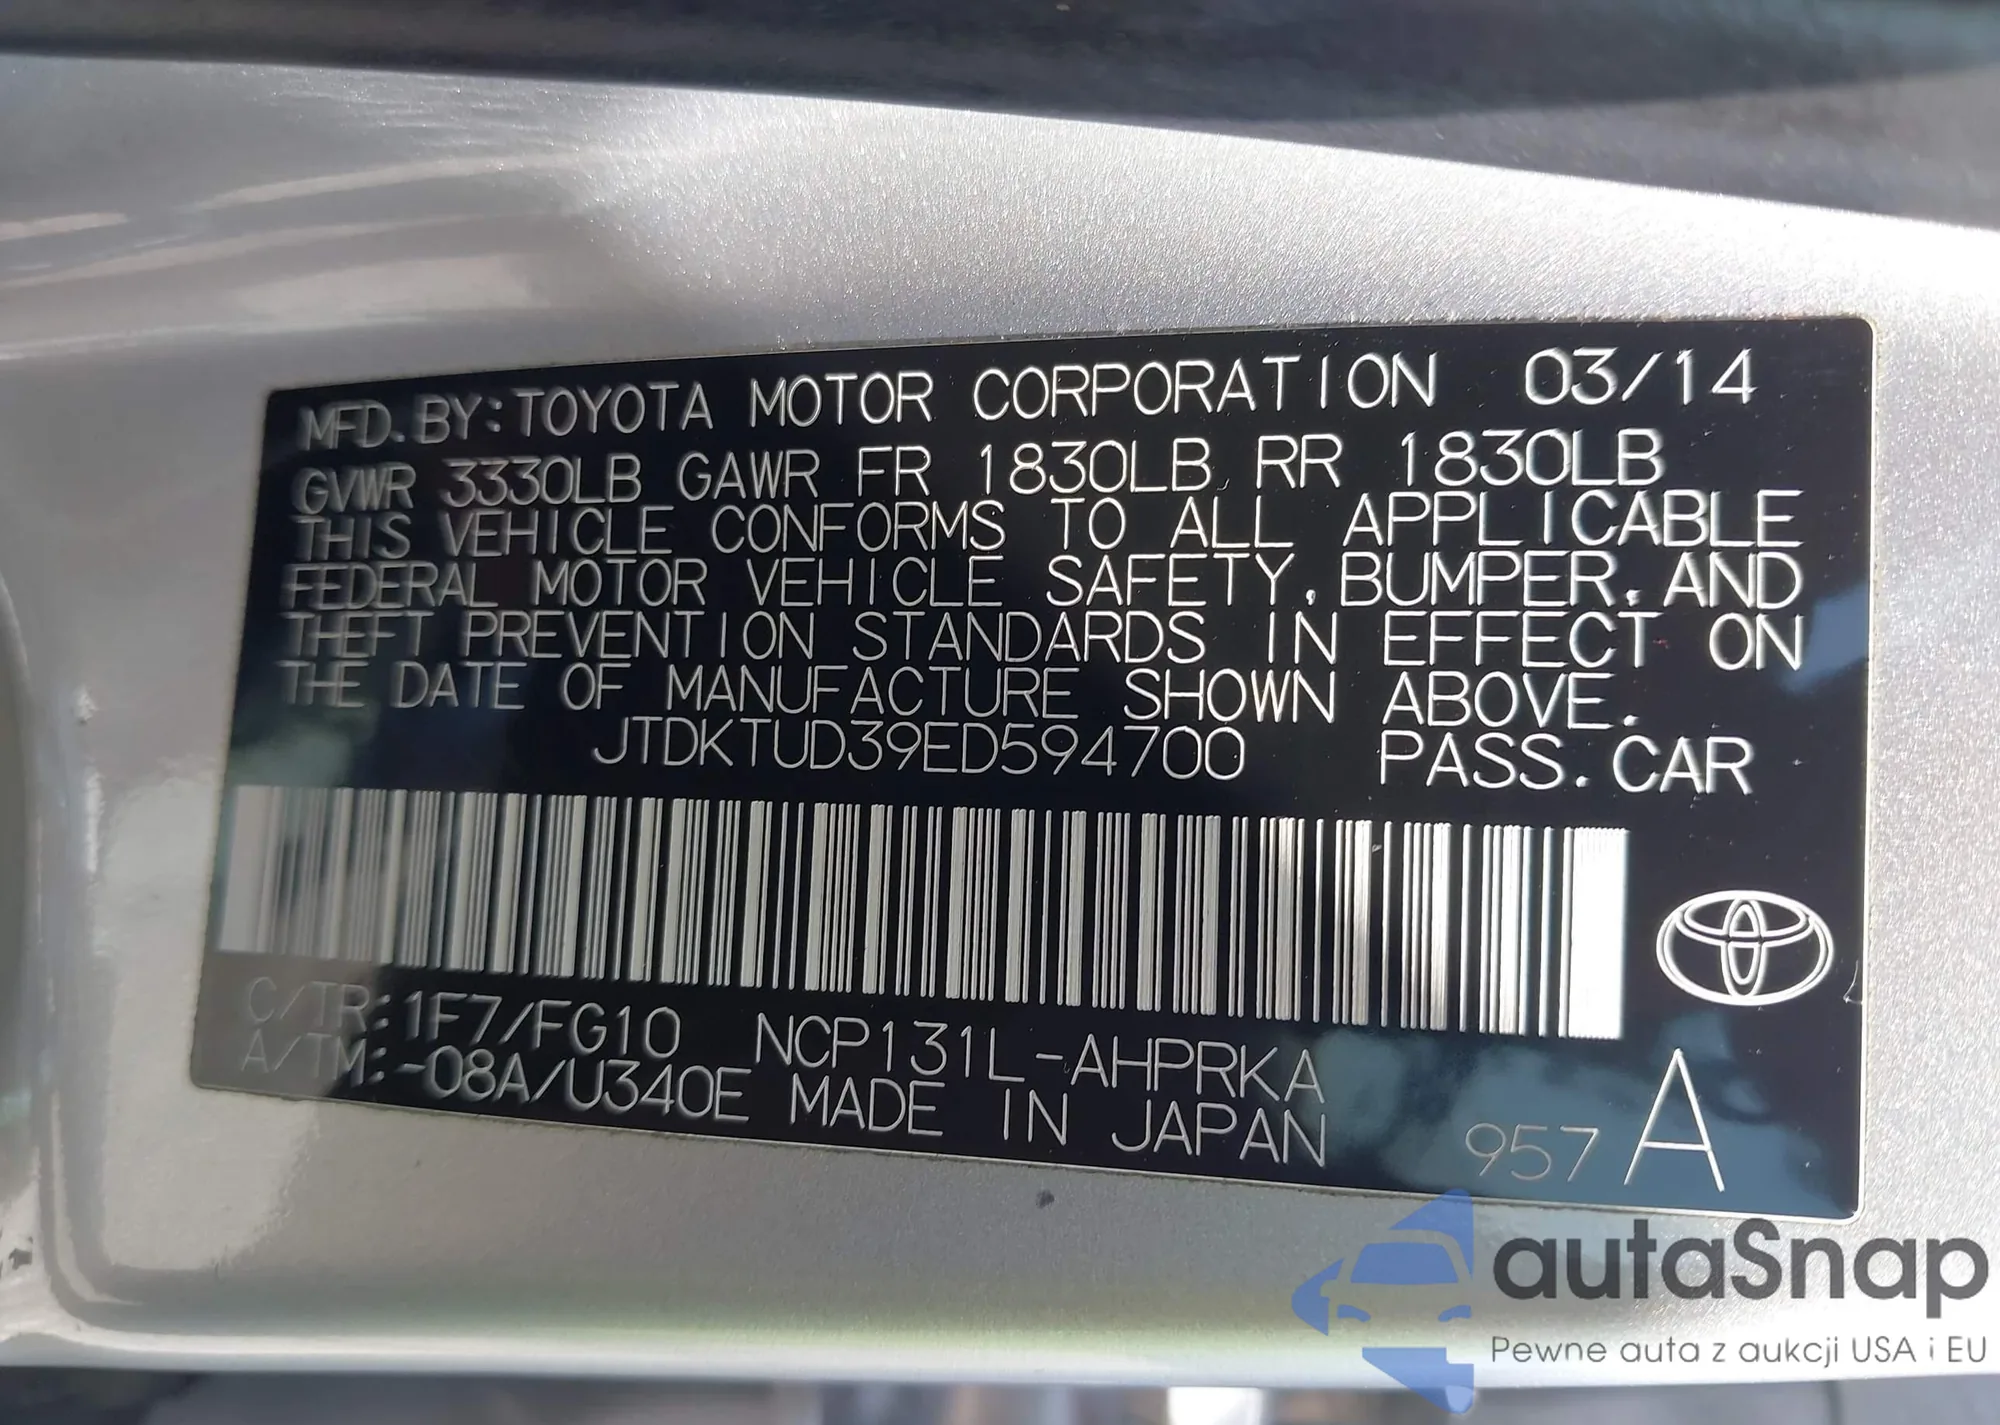 MFD. BY: TOYOTA MOTOR CORPORATION 03/14
GVWR 3330LB GAWR FR 1830LB RR 1830LB
THIS VEHICLE CONFORMS TO ALL APPLICABLE
FEDERAL MOTOR VEHICLE SAFETY, BUMPER, AND
THEFT PREVENTION STANDARDS IN EFFECT ON
THE DATE OF MANUFACTURE SHOWN ABOVE.
JTDKTUD39ED594700 PASS. CAR
C/TR: 1F7/FG10 NCP131L-AHPRKA
A/TM: -08A/U340E MADE IN JAPAN 957 A
autaSnap
Pewne auta z aukcji USA i EU